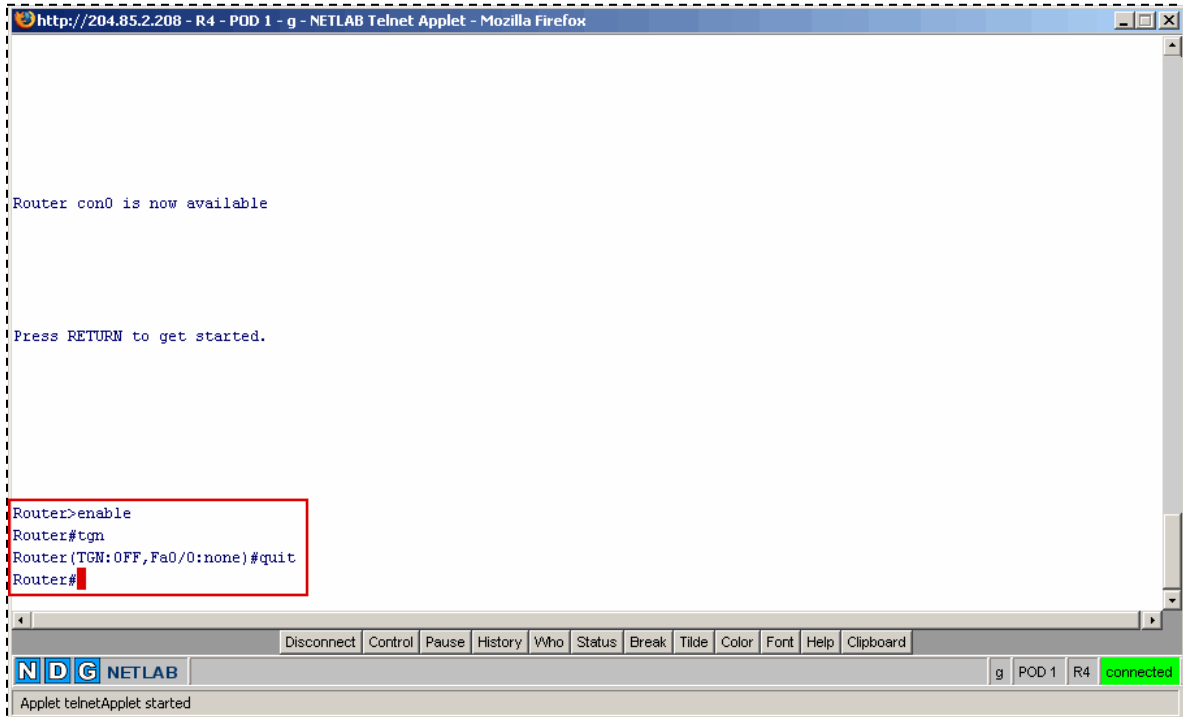 http://204.85.2.208 - R4 - POD 1 - g - NETLAB Telnet Applet - Mozilla Firefox
Router con0 is now available
Press RETURN to get started.
Router>enable
Router#tgn
Router(TGN:OFF,Fa0/0:none)#quit
Router#
Disconnect Control Pause History Who Status Break Tilde Color Font Help Clipboard
NDG NETLAB g POD 1 R4 connected
Applet telnetApplet started